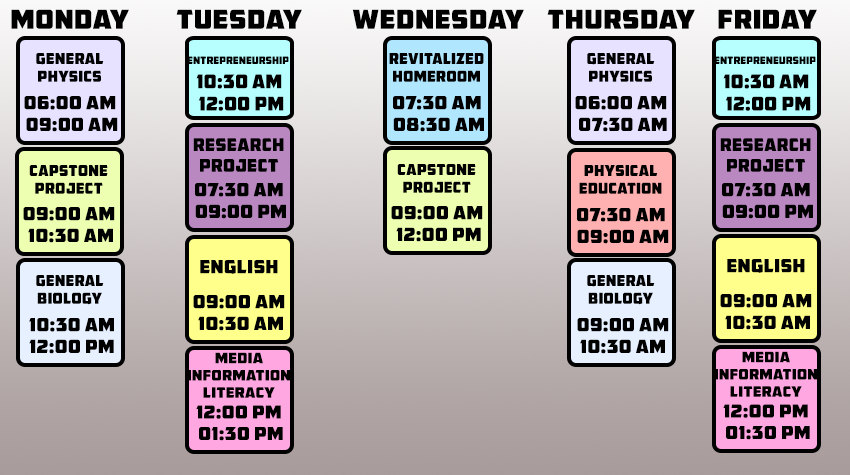 MONDAY
GENERAL
PHYSICS
06:00 AM
09:00 AM
CAPSTONE
PROJECT
09:00 AM
10:30 AM
GENERAL
BIOLOGY
10:30 AM
12:00 PM
TUESDAY
ENTREPRENEURSHIP
10:30 AM
12:00 PM
RESEARCH
PROJECT
07:30 AM
09:00 PM
ENGLISH
09:00 AM
10:30 AM
MEDIA
INFORMATION
LITERACY
12:00 PM
01:30 PM
WEDNESDAY
REVITALIZED
HOMEROOM
07:30 AM
08:30 AM
CAPSTONE
PROJECT
09:00 AM
12:00 PM
THURSDAY
GENERAL
PHYSICS
06:00 AM
07:30 AM
PHYSICAL
EDUCATION
07:30 AM
09:00 AM
GENERAL
BIOLOGY
09:00 AM
10:30 AM
FRIDAY
ENTREPRENEURSHIP
10:30 AM
12:00 PM
RESEARCH
PROJECT
07:30 AM
09:00 PM
ENGLISH
09:00 AM
10:30 AM
MEDIA
INFORMATION
LITERACY
12:00 PM
01:30 PM